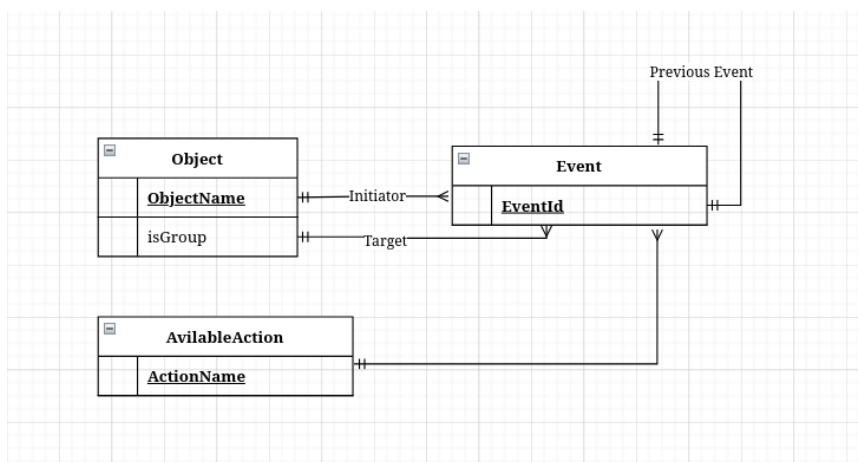 Previous Event
Object
ObjectName
isGroup
Initiator
Target
Event
EventId
AvilableAction
ActionName